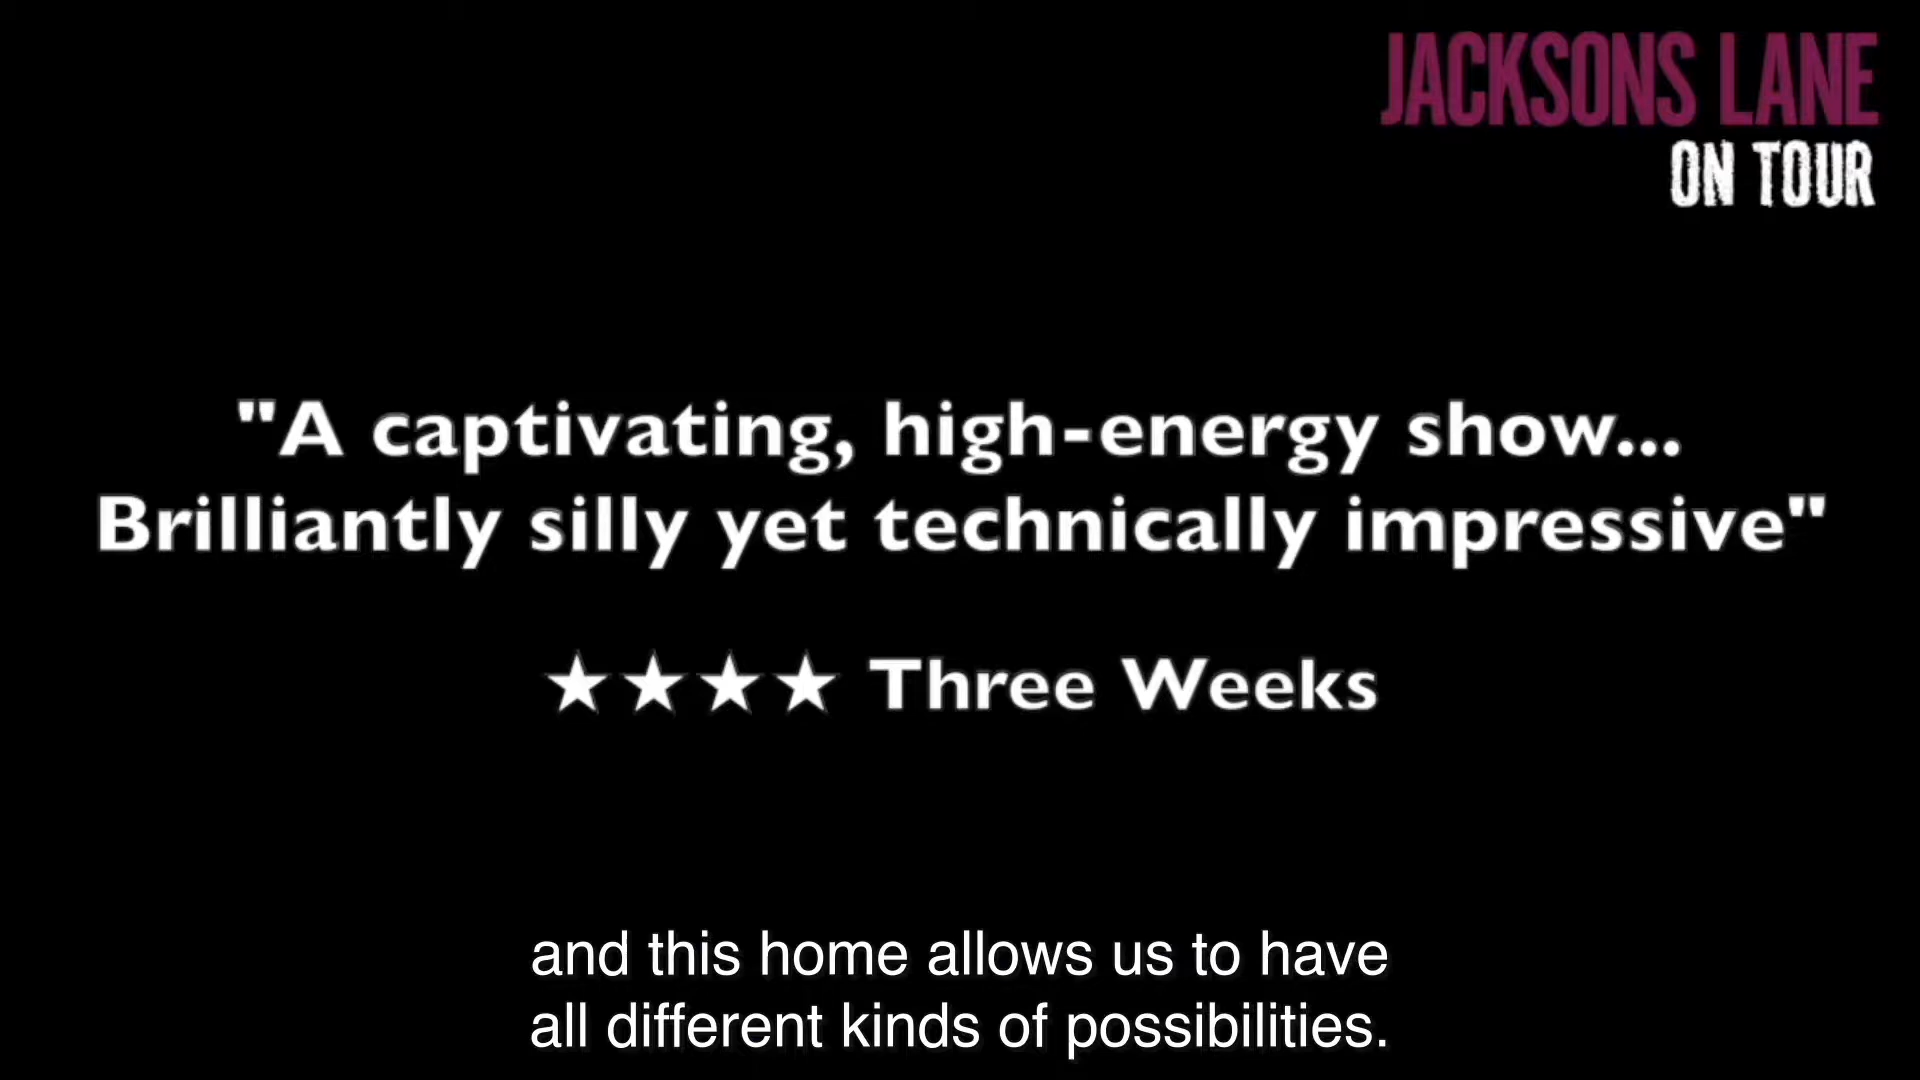 JACKSONS LANE
ON TOUR
"A captivating, high-energy show...
Brilliantly silly yet technically impressive"
★★★★ Three Weeks
and this home allows us to have
all different kinds of possibilities.